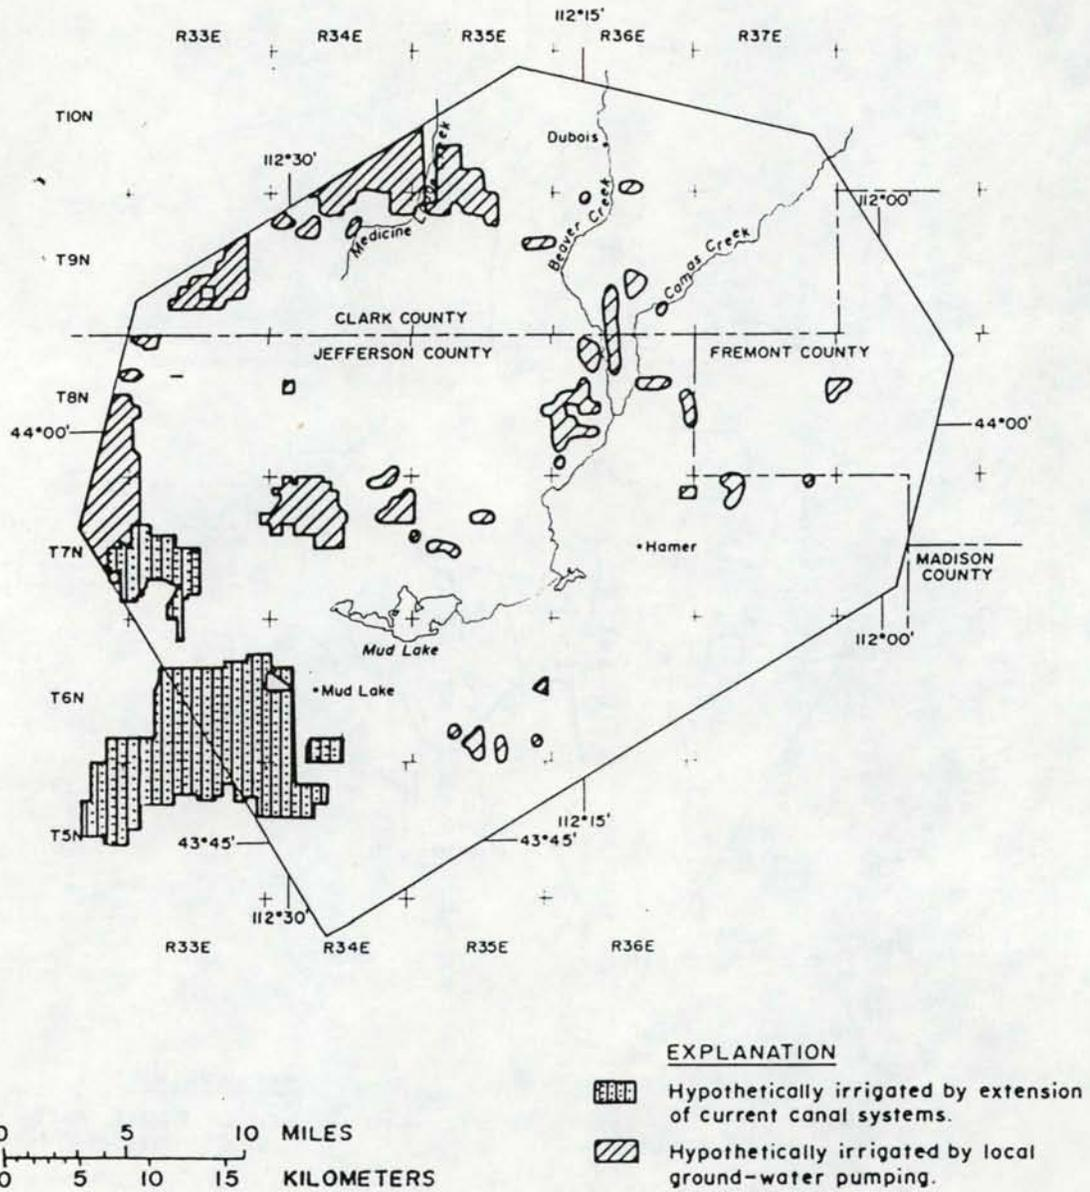 112°15'
R33E R34E R35E R36E R37E
T10N
Dubois
112°30'
Medicine Creek
Beaver Creek
Camas Creek
112°00'
T9N
CLARK COUNTY
JEFFERSON COUNTY
FREMONT COUNTY
T8N
44°00'
44°00'
T7N
Hamer
MADISON
COUNTY
112°00'
Mud Lake
T6N
Mud Lake
112°15'
T5N
43°45'
43°45'
112°30'
R33E R34E R35E R36E
EXPLANATION
Hypothetically irrigated by extension
of current canal systems.
Hypothetically irrigated by local
ground-water pumping.
0 5 10 MILES
0 5 10 15 KILOMETERS